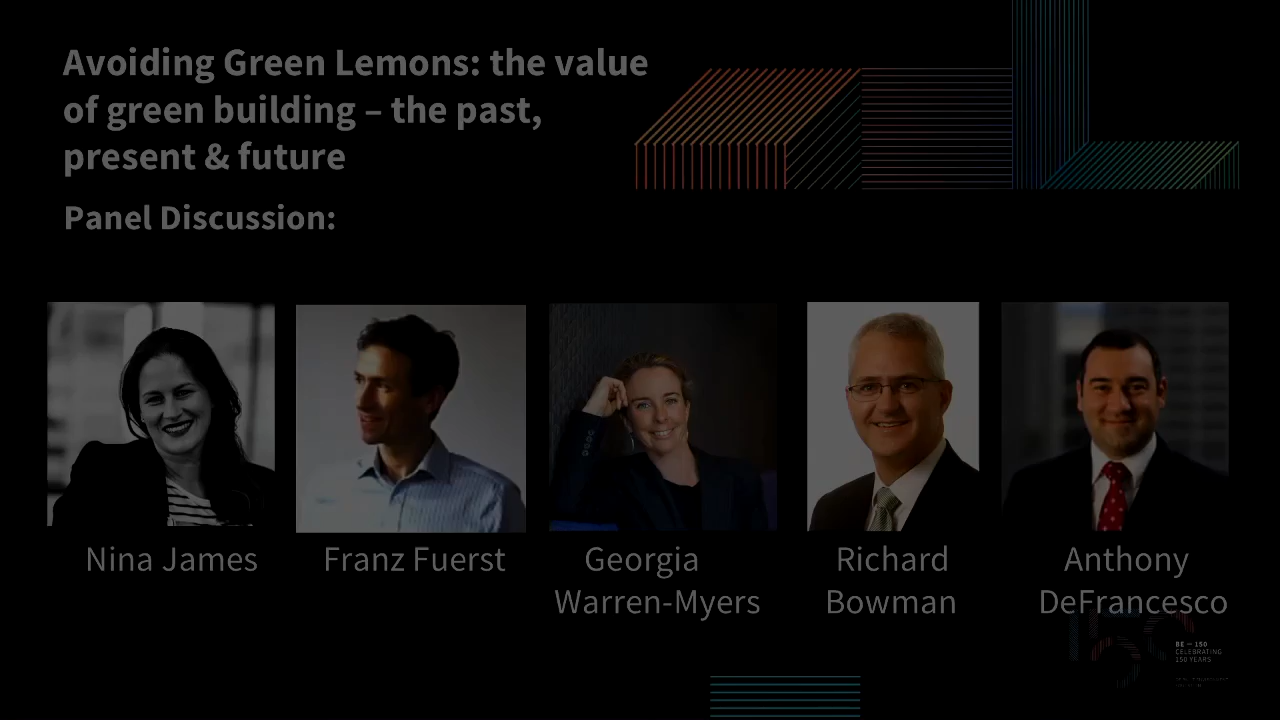 Avoiding Green Lemons: the value
of green building – the past,
present & future
Panel Discussion:
Nina James
Franz Fuerst
Georgia
Warren-Myers
Richard
Bowman
Anthony
DeFrancesco
150
BE — 150
CELEBRATING
150 YEARS